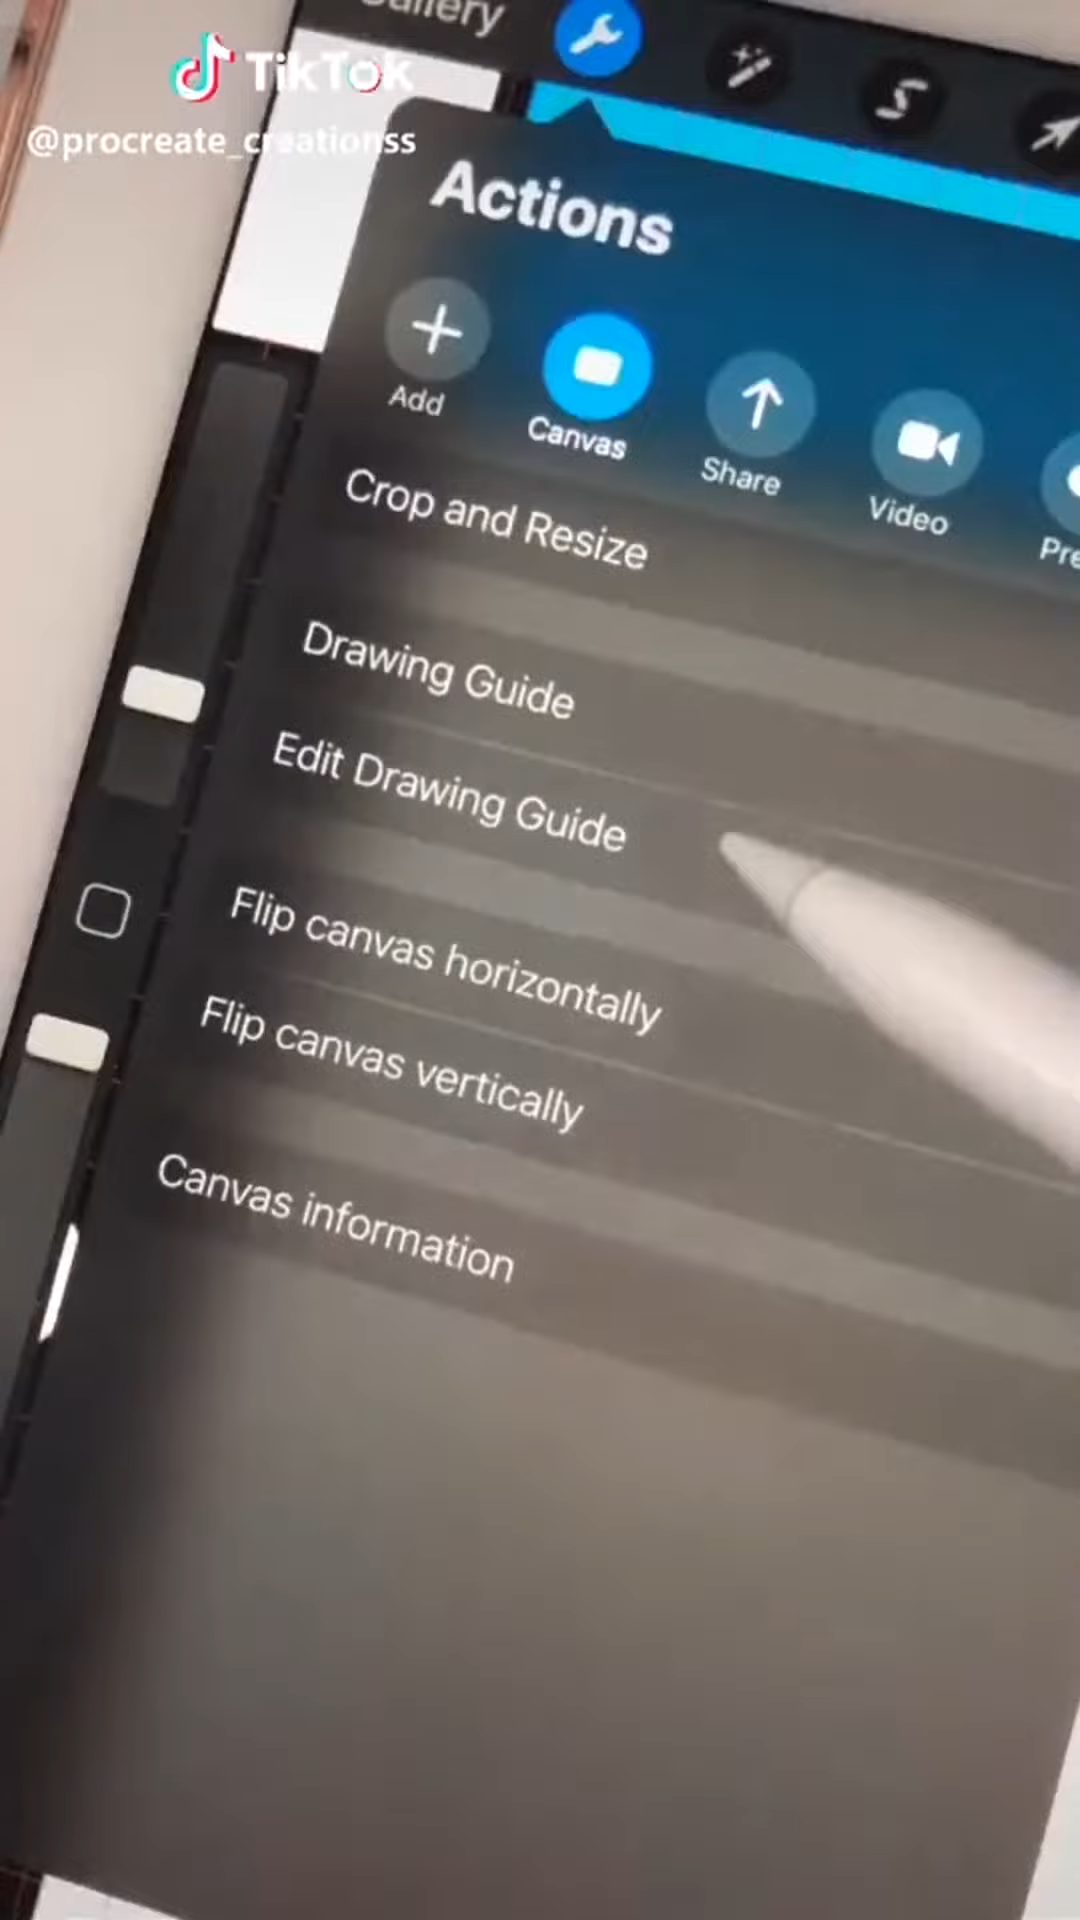 Gallery
TikTok
@procreate_creationss
Actions
Add
Canvas
Share
Video
Crop and Resize
Drawing Guide
Edit Drawing Guide
Flip canvas horizontally
Flip canvas vertically
Canvas information